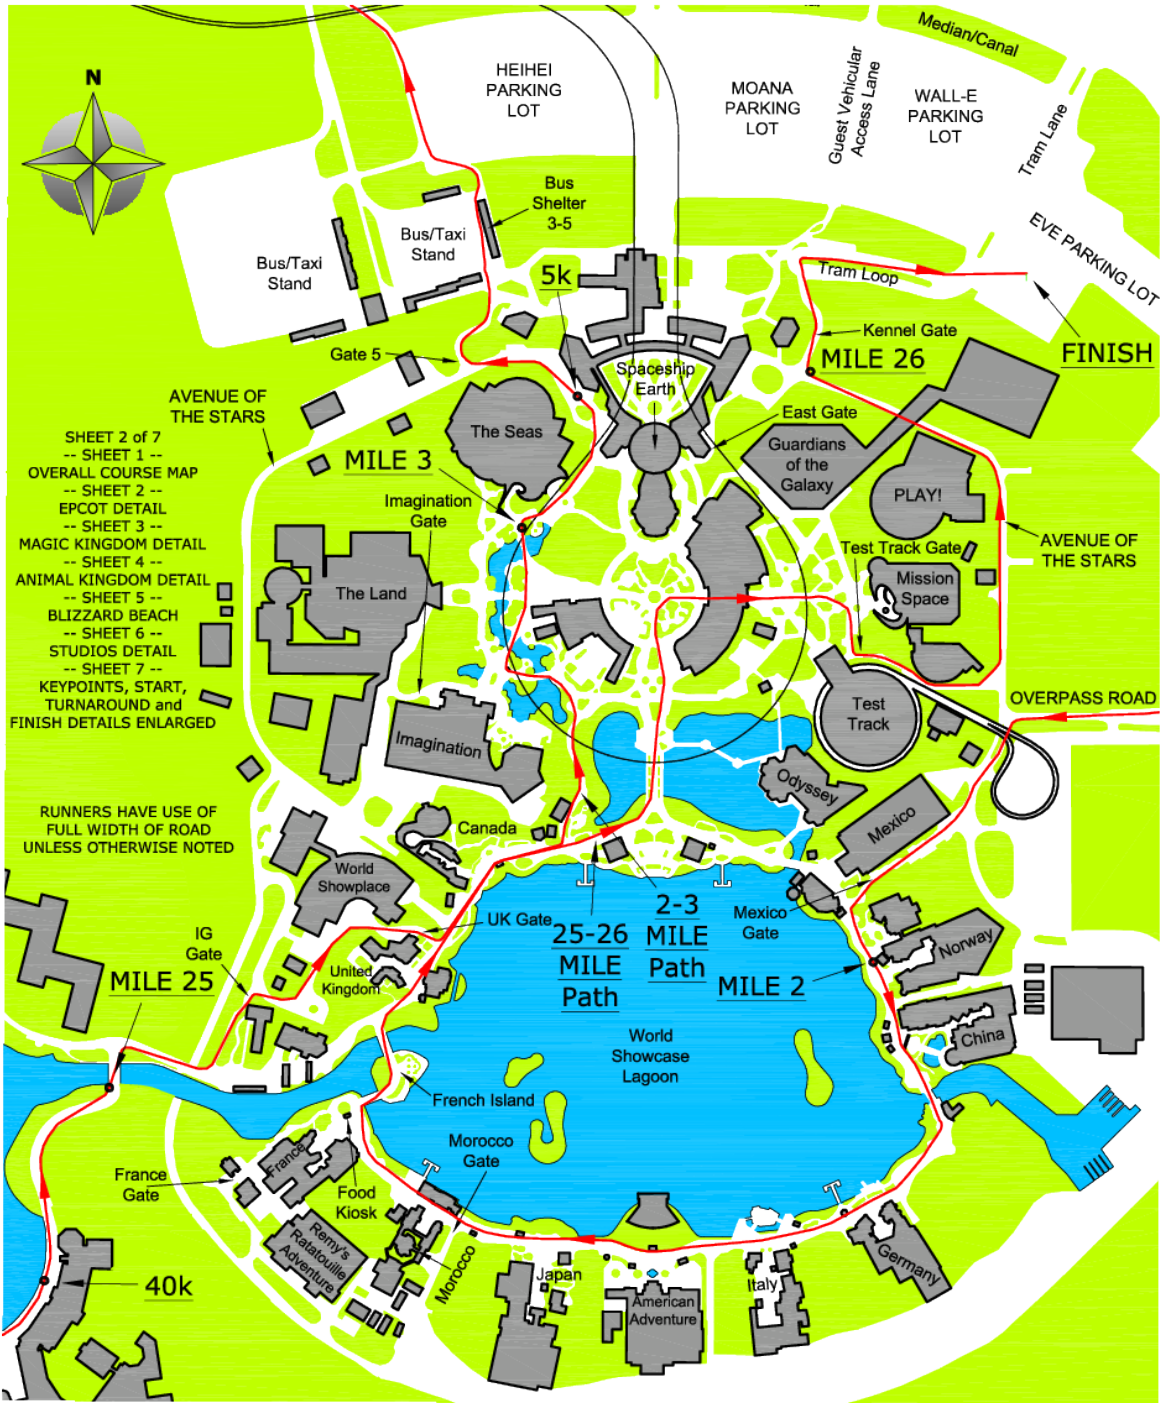 Median/Canal
HEIHEI
PARKING
LOT
MOANA
PARKING
LOT
Guest Vehicular
Access Lane
WALL-E
PARKING
LOT
Tram Lane
N
Bus
Shelter
3-5
Bus/Taxi
Stand
Bus/Taxi
Stand
EVE PARKING LOT
5k
Tram Loop
Kennel Gate
FINISH
MILE 26
Gate 5
Spaceship
Earth
East Gate
AVENUE OF
THE STARS
The Seas
Guardians
of the
Galaxy
PLAY!
MILE 3
SHEET 2 of 7
-- SHEET 1 --
OVERALL COURSE MAP
-- SHEET 2 --
EPCOT DETAIL
-- SHEET 3 --
MAGIC KINGDOM DETAIL
-- SHEET 4 --
ANIMAL KINGDOM DETAIL
-- SHEET 5 --
BLIZZARD BEACH
-- SHEET 6 --
STUDIOS DETAIL
-- SHEET 7 --
KEYPOINTS, START,
TURNAROUND and
FINISH DETAILS ENLARGED
Imagination
Gate
AVENUE OF
THE STARS
Test Track Gate
Mission
Space
The Land
OVERPASS ROAD
Test
Track
Imagination
Odyssey
Mexico
RUNNERS HAVE USE OF
FULL WIDTH OF ROAD
UNLESS OTHERWISE NOTED
Canada
World
Showplace
UK Gate
2-3
MILE
Path
25-26
MILE
Path
Mexico
Gate
Norway
IG
Gate
MILE 25
United
Kingdom
MILE 2
China
World
Showcase
Lagoon
French Island
Morocco
Gate
France
France
Gate
Food
Kiosk
Remy's
Ratatouille
Adventure
Morocco
Japan
American
Adventure
Italy
Germany
40k